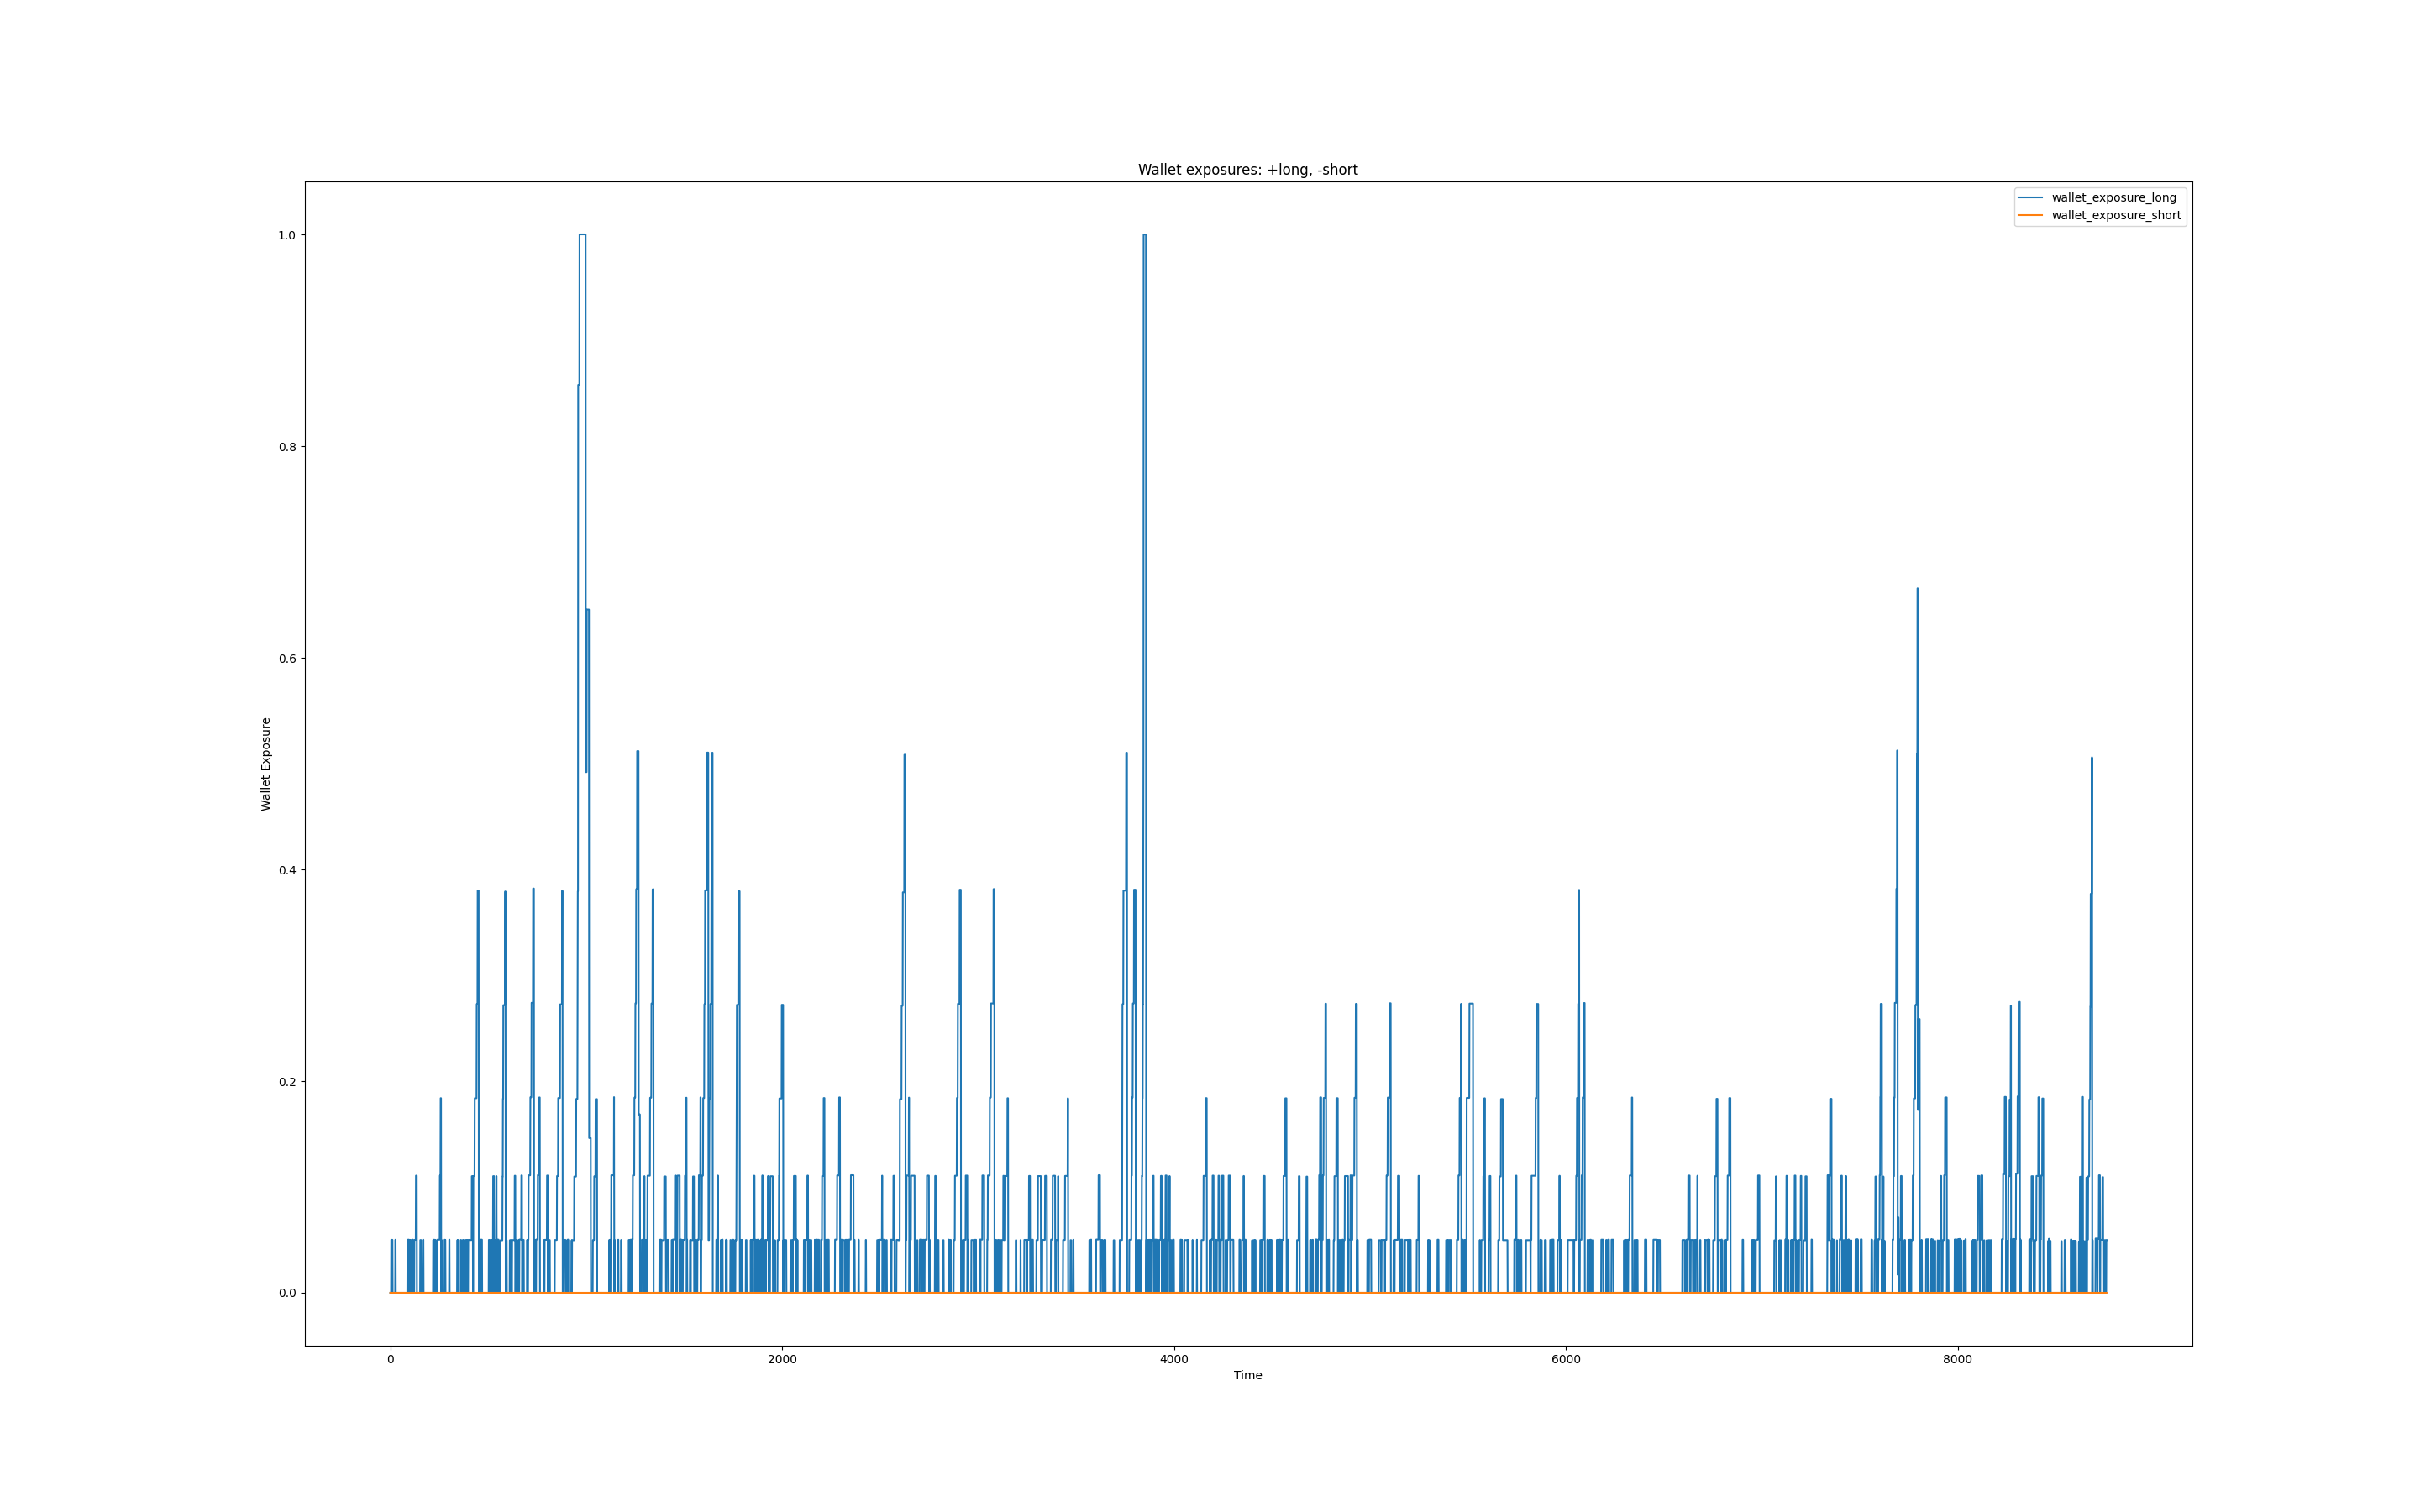 Wallet exposures: +long, -short
wallet_exposure_long
wallet_exposure_short
1.0
0.8
0.6
0.4
0.2
0.0
Wallet Exposure
0 2000 4000 6000 8000
Time